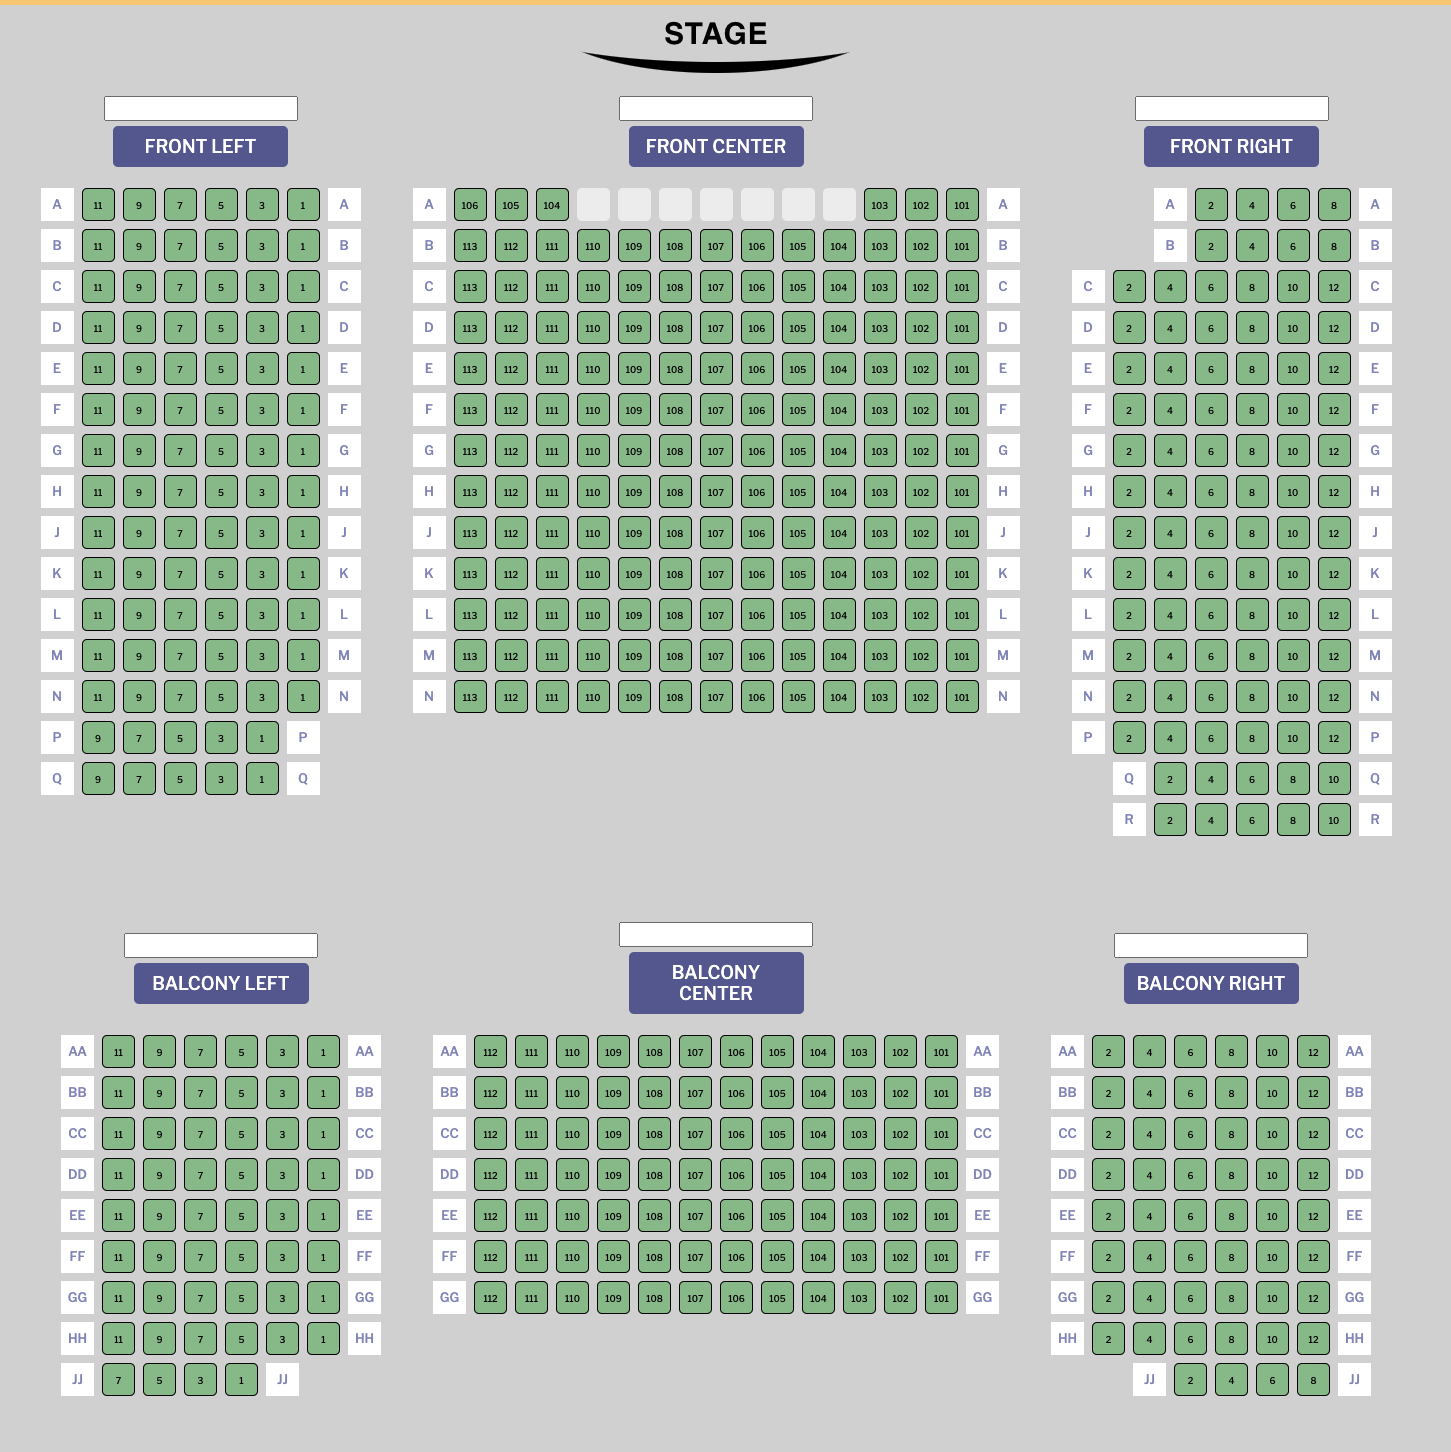 STAGE
FRONT LEFT
A 11 9 7 5 3 1 A
B 11 9 7 5 3 1 B
C 11 9 7 5 3 1 C
D 11 9 7 5 3 1 D
E 11 9 7 5 3 1 E
F 11 9 7 5 3 1 F
G 11 9 7 5 3 1 G
H 11 9 7 5 3 1 H
J 11 9 7 5 3 1 J
K 11 9 7 5 3 1 K
L 11 9 7 5 3 1 L
M 11 9 7 5 3 1 M
N 11 9 7 5 3 1 N
P 9 7 5 3 1 P
Q 9 7 5 3 1 Q
FRONT CENTER
A 106 105 104 103 102 101 A
B 113 112 111 110 109 108 107 106 105 104 103 102 101 B
C 113 112 111 110 109 108 107 106 105 104 103 102 101 C
D 113 112 111 110 109 108 107 106 105 104 103 102 101 D
E 113 112 111 110 109 108 107 106 105 104 103 102 101 E
F 113 112 111 110 109 108 107 106 105 104 103 102 101 F
G 113 112 111 110 109 108 107 106 105 104 103 102 101 G
H 113 112 111 110 109 108 107 106 105 104 103 102 101 H
J 113 112 111 110 109 108 107 106 105 104 103 102 101 J
K 113 112 111 110 109 108 107 106 105 104 103 102 101 K
L 113 112 111 110 109 108 107 106 105 104 103 102 101 L
M 113 112 111 110 109 108 107 106 105 104 103 102 101 M
N 113 112 111 110 109 108 107 106 105 104 103 102 101 N
FRONT RIGHT
A 2 4 6 8 A
B 2 4 6 8 B
C 2 4 6 8 10 12 C
D 2 4 6 8 10 12 D
E 2 4 6 8 10 12 E
F 2 4 6 8 10 12 F
G 2 4 6 8 10 12 G
H 2 4 6 8 10 12 H
J 2 4 6 8 10 12 J
K 2 4 6 8 10 12 K
L 2 4 6 8 10 12 L
M 2 4 6 8 10 12 M
N 2 4 6 8 10 12 N
P 2 4 6 8 10 12 P
Q 2 4 6 8 10 Q
R 2 4 6 8 10 R
BALCONY LEFT
AA 11 9 7 5 3 1 AA
BB 11 9 7 5 3 1 BB
CC 11 9 7 5 3 1 CC
DD 11 9 7 5 3 1 DD
EE 11 9 7 5 3 1 EE
FF 11 9 7 5 3 1 FF
GG 11 9 7 5 3 1 GG
HH 11 9 7 5 3 1 HH
JJ 7 5 3 1 JJ
BALCONY
CENTER
AA 112 111 110 109 108 107 106 105 104 103 102 101 AA
BB 112 111 110 109 108 107 106 105 104 103 102 101 BB
CC 112 111 110 109 108 107 106 105 104 103 102 101 CC
DD 112 111 110 109 108 107 106 105 104 103 102 101 DD
EE 112 111 110 109 108 107 106 105 104 103 102 101 EE
FF 112 111 110 109 108 107 106 105 104 103 102 101 FF
GG 112 111 110 109 108 107 106 105 104 103 102 101 GG
BALCONY RIGHT
AA 2 4 6 8 10 12 AA
BB 2 4 6 8 10 12 BB
CC 2 4 6 8 10 12 CC
DD 2 4 6 8 10 12 DD
EE 2 4 6 8 10 12 EE
FF 2 4 6 8 10 12 FF
GG 2 4 6 8 10 12 GG
HH 2 4 6 8 10 12 HH
JJ 2 4 6 8 JJ